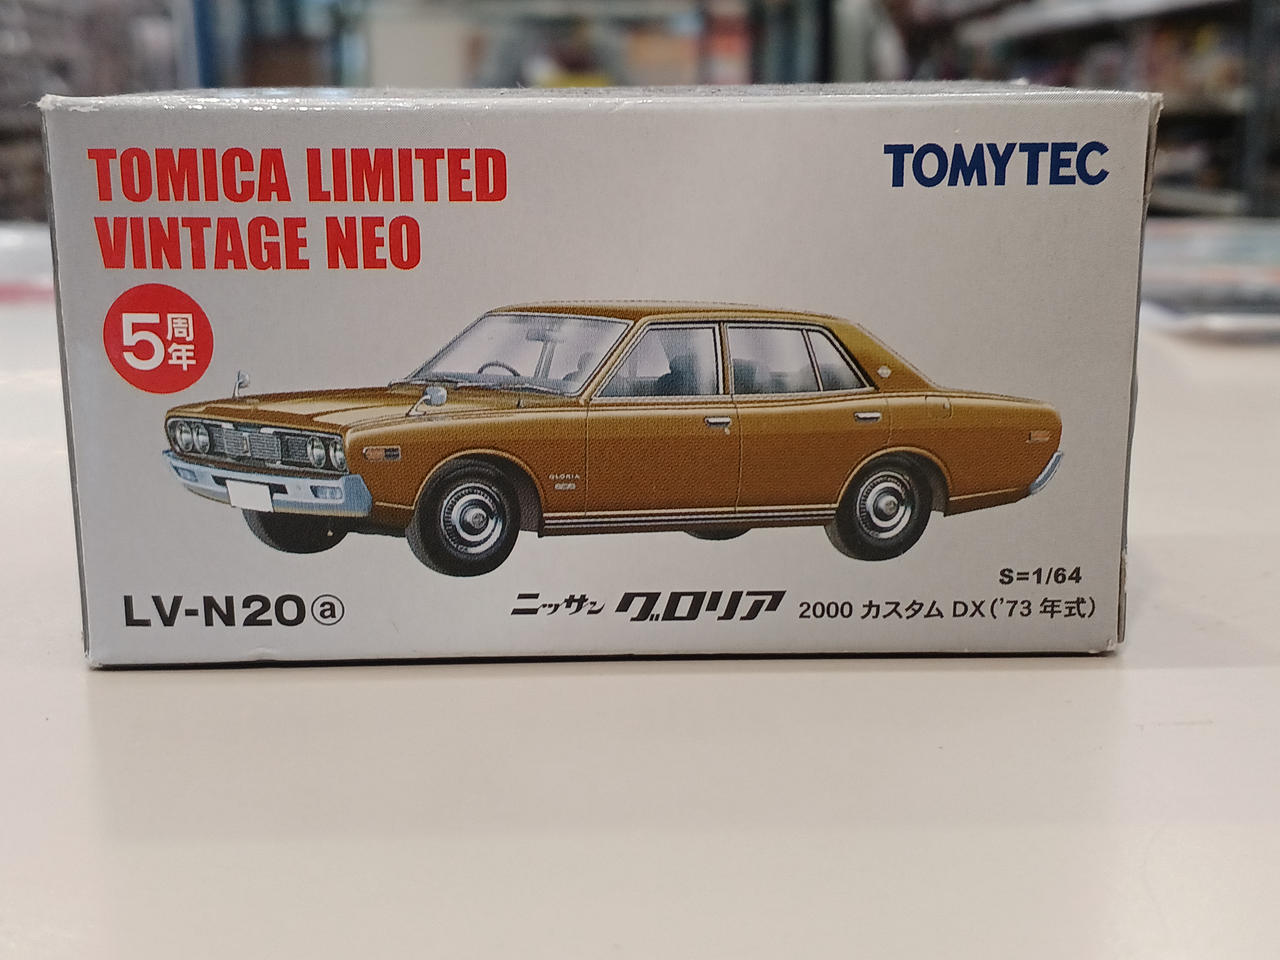 TOMICA LIMITED
VINTAGE NEO
TOMYTEC
5周年
GLORIA
S=1/64
LV-N20ⓐ
ニッサン グロリア 2000 カスタム DX('73 年式)